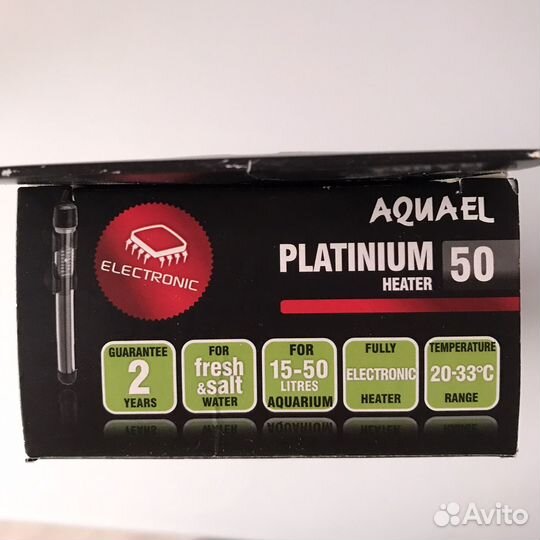 AQUAEL
ELECTRONIC
PLATINIUM 50
HEATER
GUARANTEE
2
YEARS
FOR
fresh
&salt
WATER
FOR
15-50
LITRES
AQUARIUM
FULLY
ELECTRONIC
HEATER
TEMPERATURE
20-33°C
RANGE
Avito